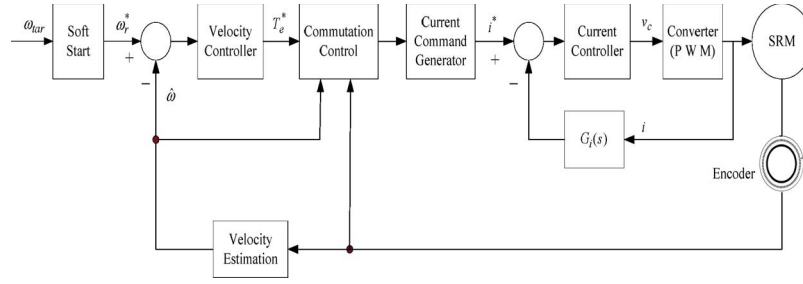 ω_tar
Soft
Start
ω_r^*
+
−
Velocity
Controller
T_e^*
Commutation
Control
Current
Command
Generator
i^*
+
−
Current
Controller
v_c
Converter
(P W M)
SRM
ω̂
G_i(s)
i
Encoder
Velocity
Estimation